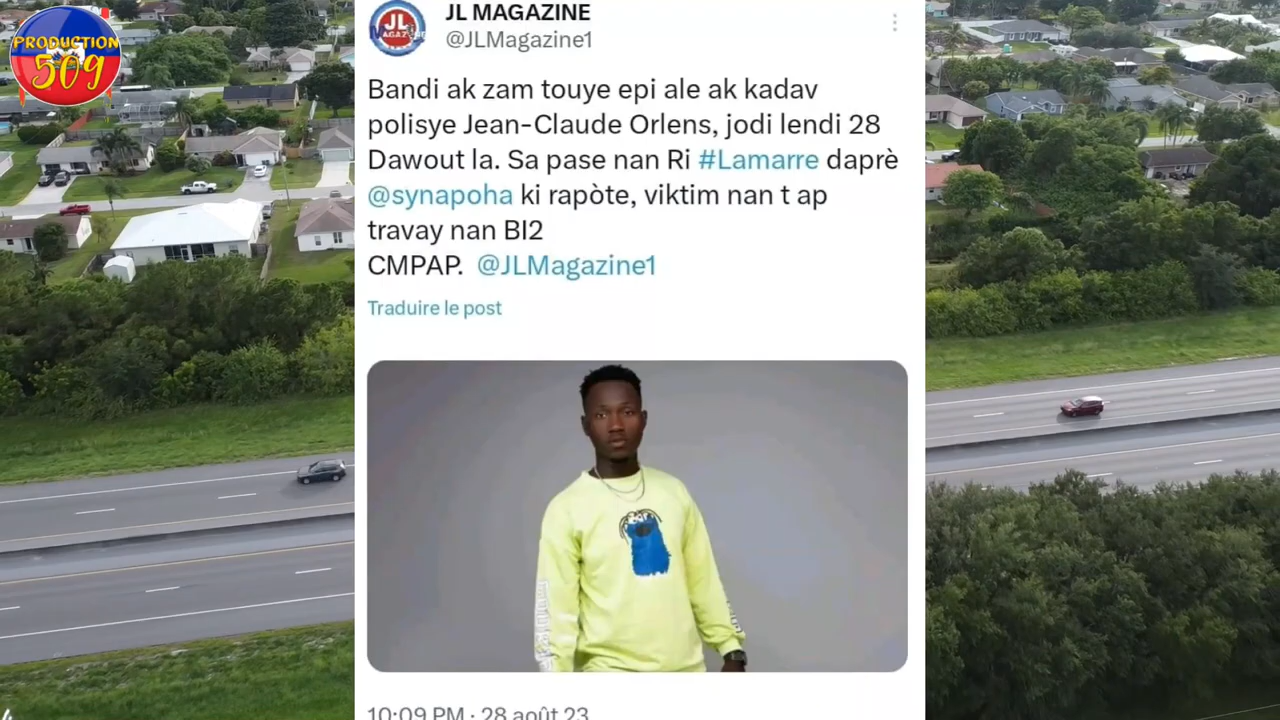 PRODUCTION
509
JL
MAGAZINE
JL MAGAZINE
@JLMagazine1
Bandi ak zam touye epi ale ak kadav
polisye Jean-Claude Orlens, jodi lendi 28
Dawout la. Sa pase nan Ri #Lamarre daprè
@synapoha ki rapòte, viktim nan t ap
travay nan BI2
CMPAP. @JLMagazine1
Traduire le post
10:09 PM · 28 août 23